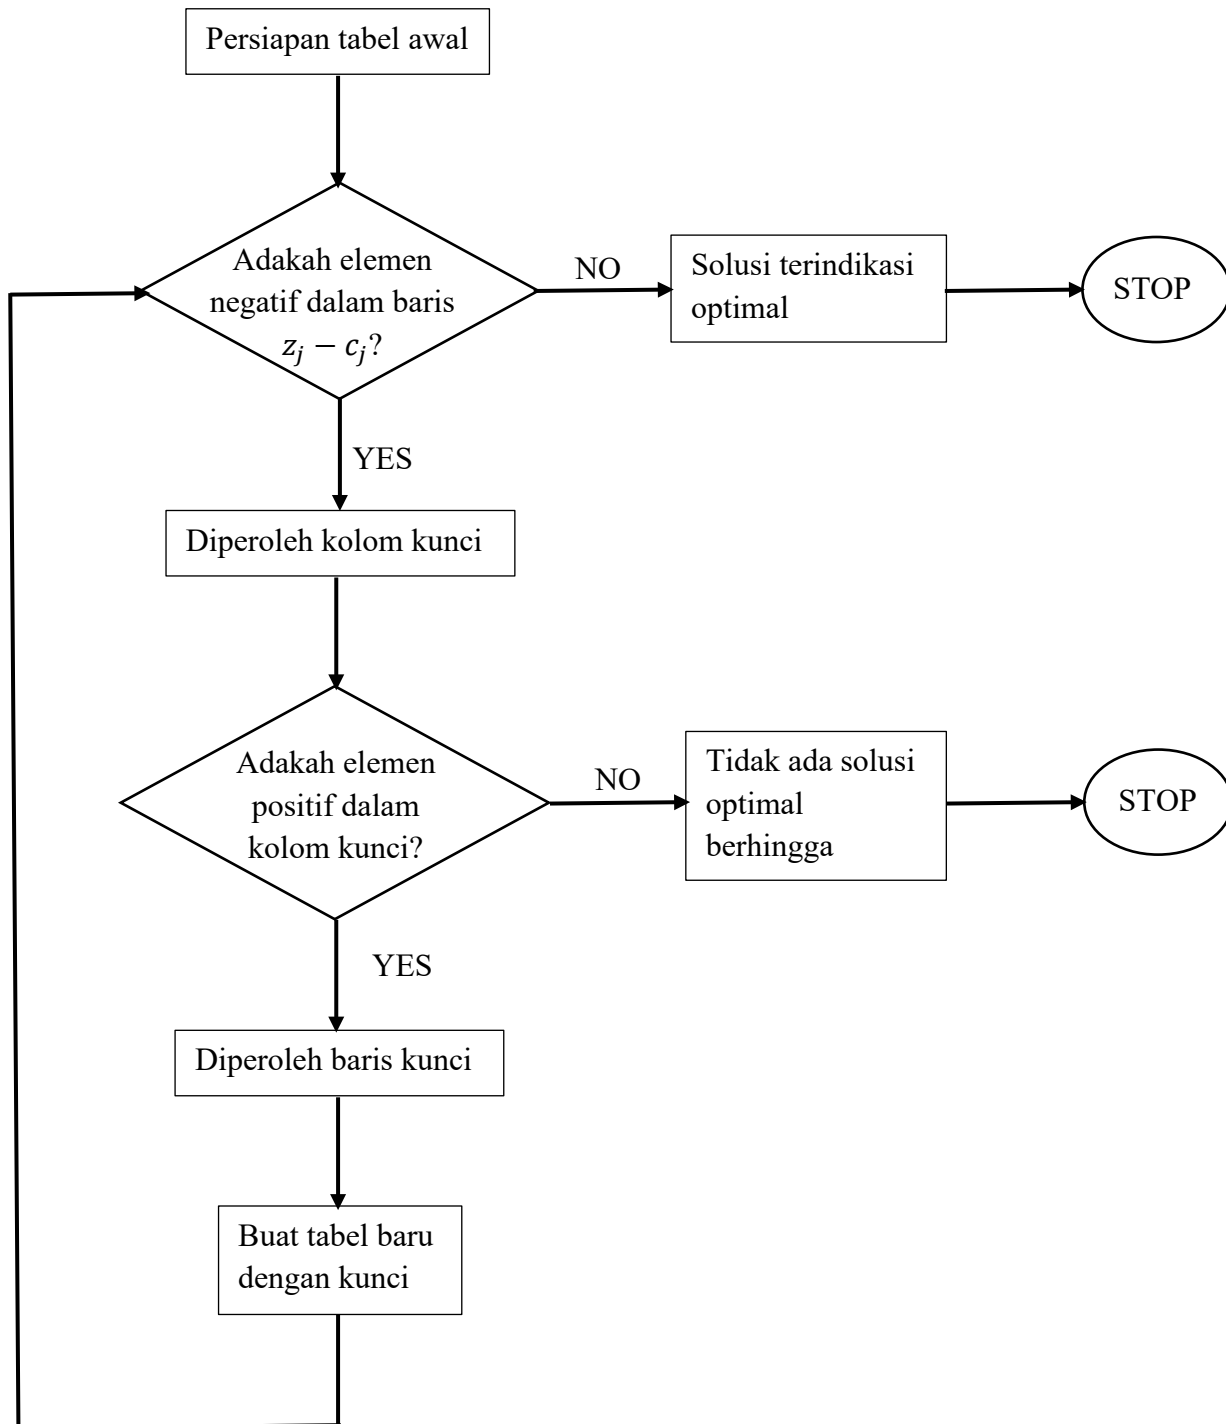 Persiapan tabel awal
Adakah elemen
negatif dalam baris
$z_j - c_j$?
NO
Solusi terindikasi
optimal
STOP
YES
Diperoleh kolom kunci
Adakah elemen
positif dalam
kolom kunci?
NO
Tidak ada solusi
optimal
berhingga
STOP
YES
Diperoleh baris kunci
Buat tabel baru
dengan kunci